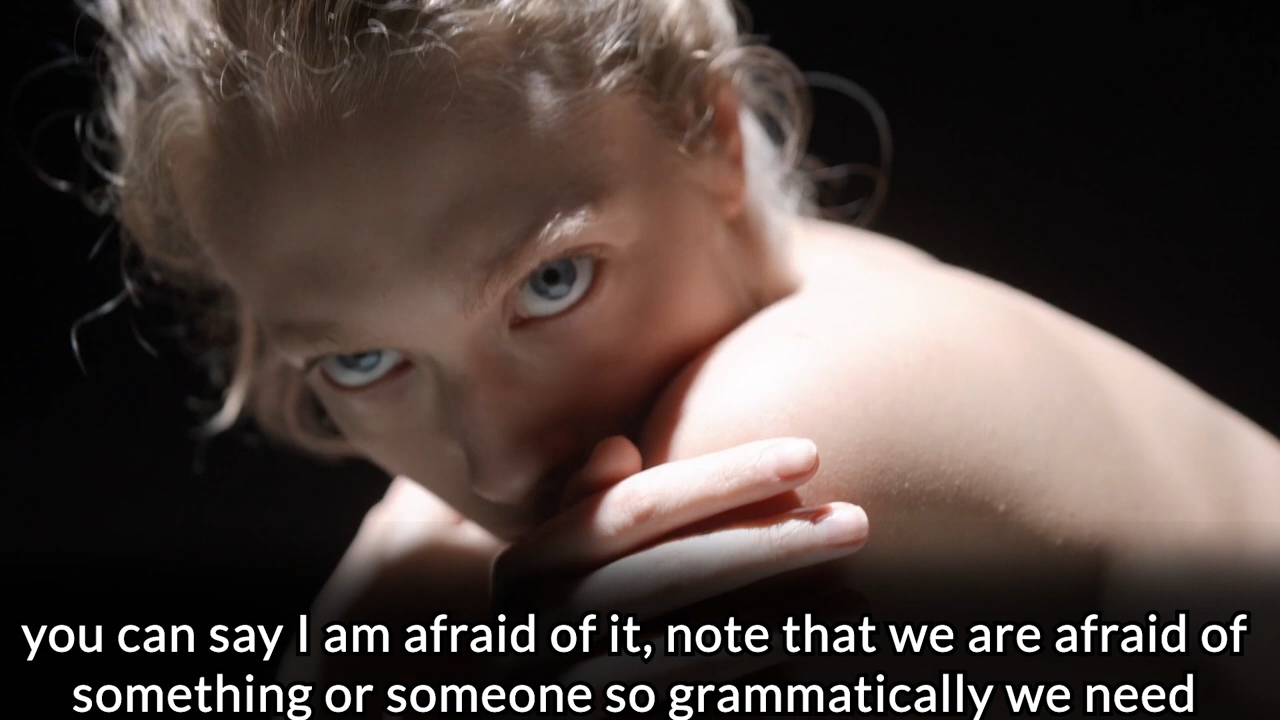 you can say I am afraid of it, note that we are afraid of
something or someone so grammatically we need